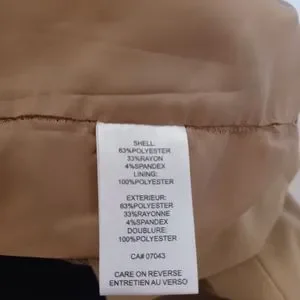 SHELL:
63%POLYESTER
33%RAYON
4%SPANDEX
LINING:
100%POLYESTER
EXTERIEUR:
63%POLYESTER
33%RAYONNE
4%SPANDEX
DOUBLURE:
100%POLYESTER
CA# 07043
CARE ON REVERSE
ENTRETIEN AU VERSO